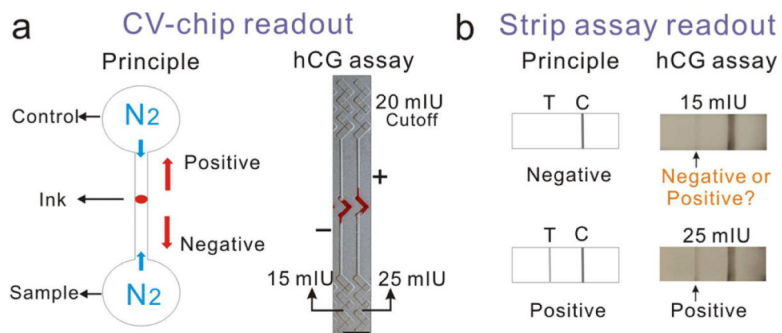 a
CV-chip readout
Principle
hCG assay
Control
N2
Positive
Ink
Negative
Sample
N2
20 mIU
Cutoff
+
–
15 mIU
25 mIU
b
Strip assay readout
Principle
hCG assay
T C
15 mIU
Negative
Negative or
Positive?
T C
25 mIU
Positive
Positive